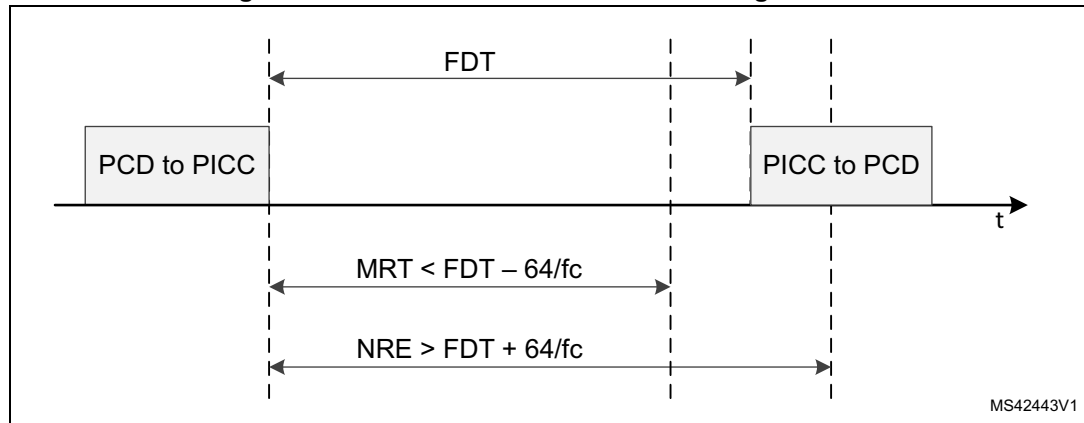 FDT
PCD to PICC
PICC to PCD
t
MRT < FDT – 64/fc
NRE > FDT + 64/fc
MS42443V1